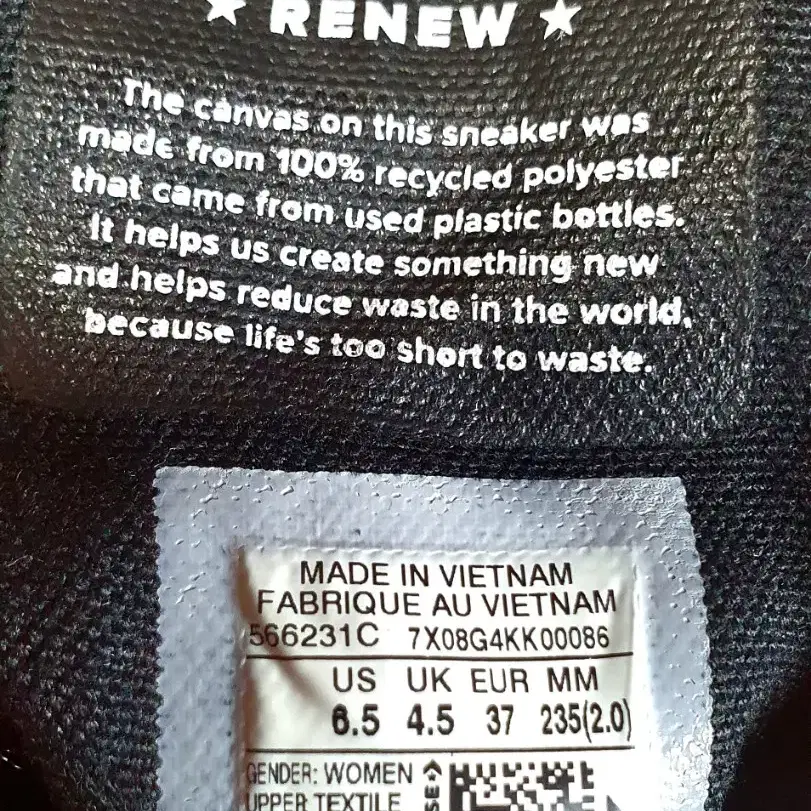 ★ RENEW ★
The canvas on this sneaker was
made from 100% recycled polyester
that came from used plastic bottles.
It helps us create something new
and helps reduce waste in the world,
because life's too short to waste.
MADE IN VIETNAM
FABRIQUE AU VIETNAM
566231C 7X08G4KK00086
US UK EUR MM
6.5 4.5 37 235(2.0)
GENDER: WOMEN
UPPER TEXTILE